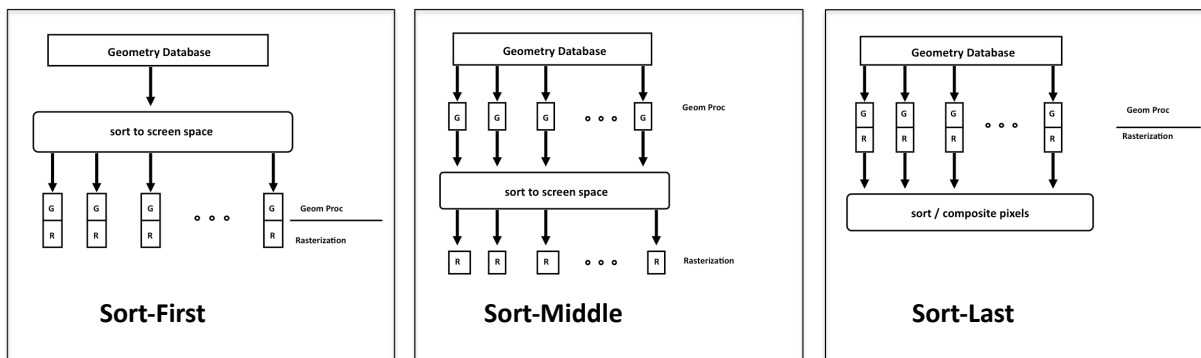 Geometry Database
sort to screen space
G G G G
Geom Proc
R R R R
Rasterization
Sort-First
Geometry Database
G G G G
Geom Proc
sort to screen space
R R R R
Rasterization
Sort-Middle
Geometry Database
G G G G
Geom Proc
R R R R
Rasterization
sort / composite pixels
Sort-Last